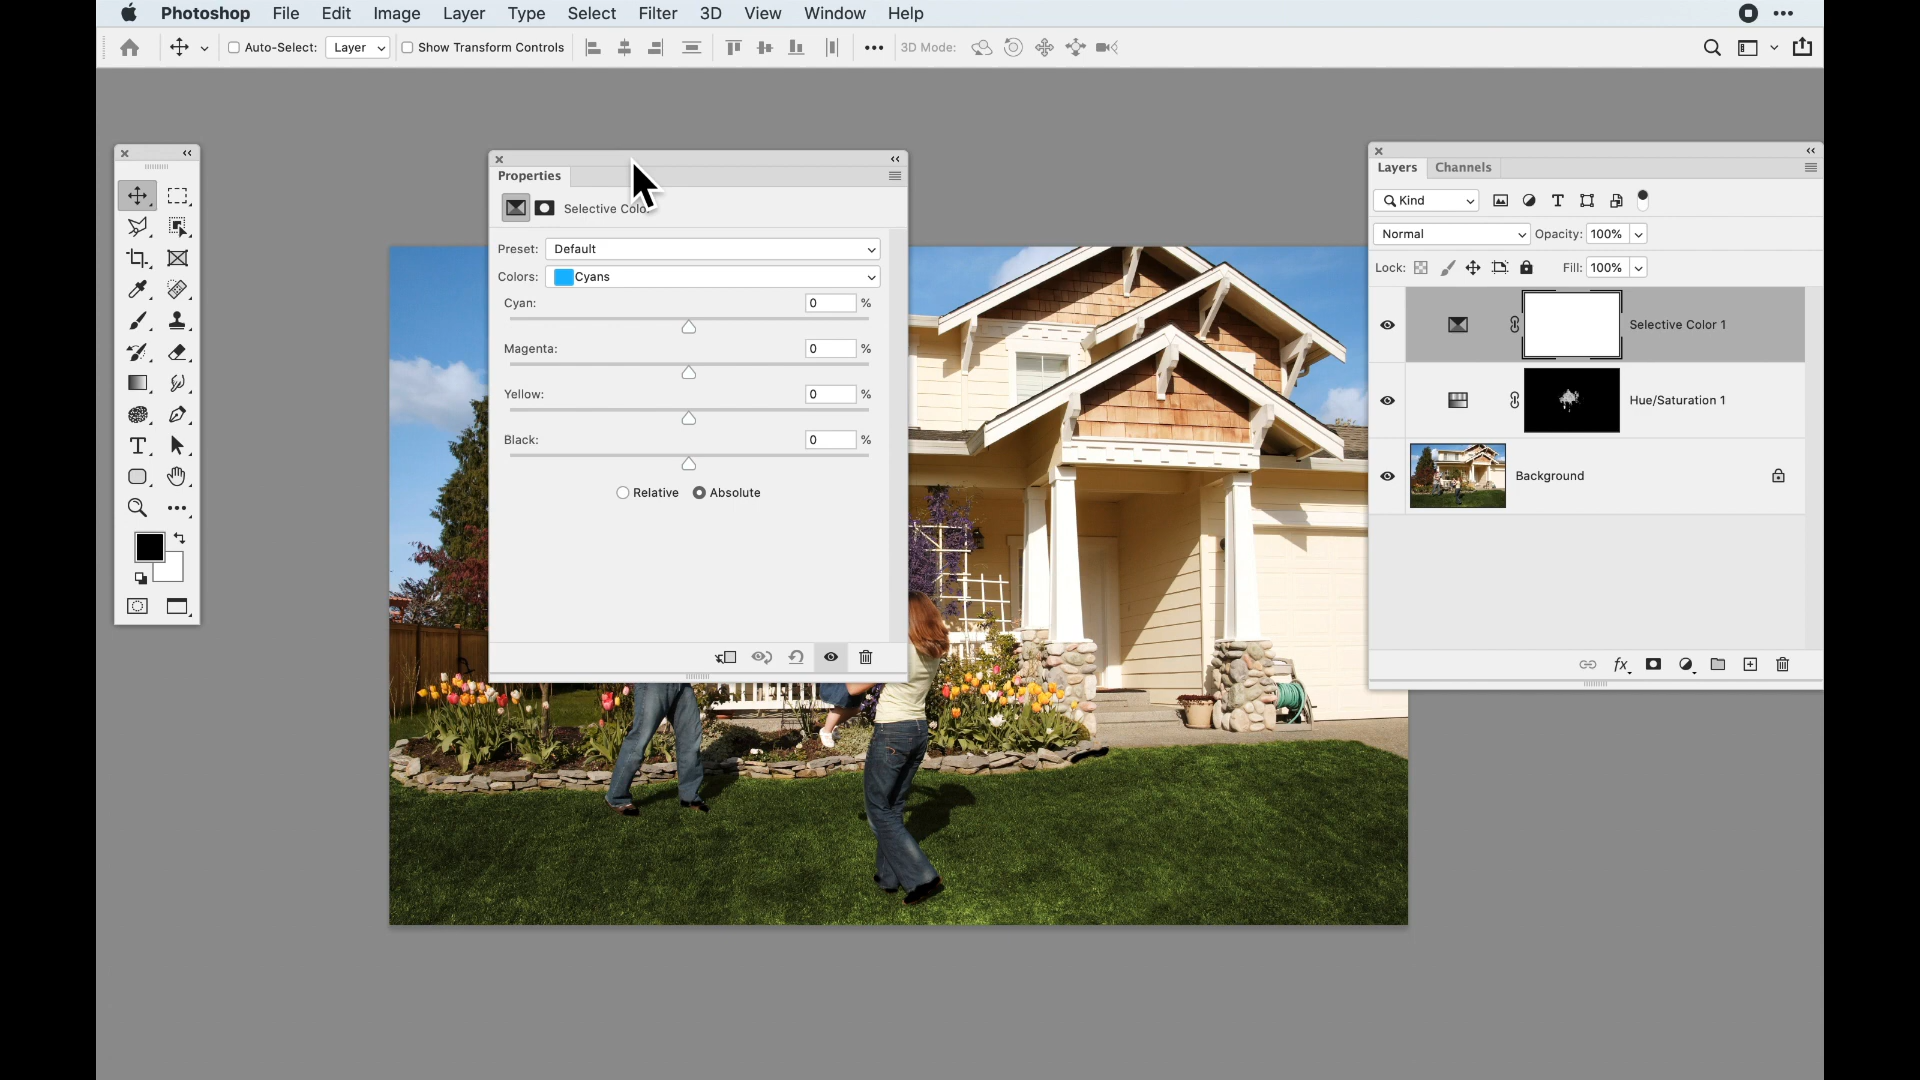 Photoshop File Edit Image Layer Type Select Filter 3D View Window Help
Auto-Select: Layer Show Transform Controls 3D Mode:
Properties
Selective Color
Preset: Default
Colors: Cyans
Cyan: 0 %
Magenta: 0 %
Yellow: 0 %
Black: 0 %
Relative Absolute
Layers Channels
Kind
Normal Opacity: 100%
Lock: Fill: 100%
Selective Color 1
Hue/Saturation 1
Background